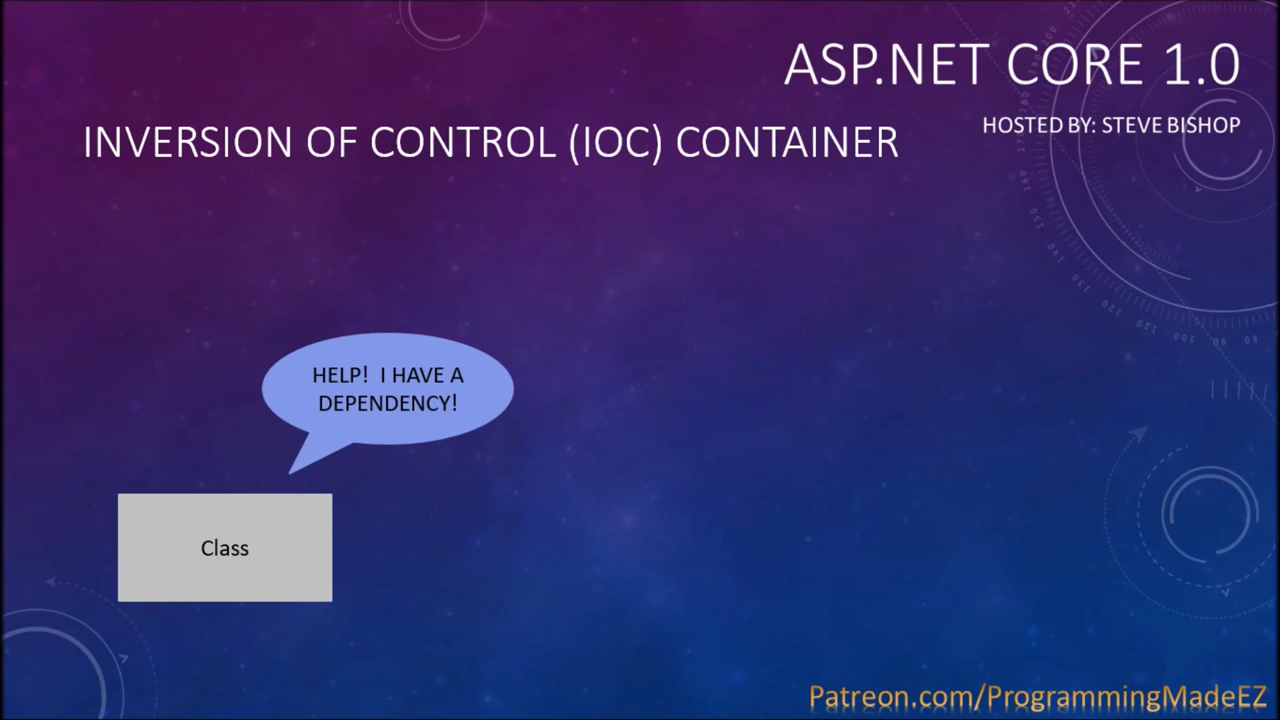 ASP.NET CORE 1.0
HOSTED BY: STEVE BISHOP
INVERSION OF CONTROL (IOC) CONTAINER
HELP! I HAVE A
DEPENDENCY!
Class
Patreon.com/ProgrammingMadeEZ